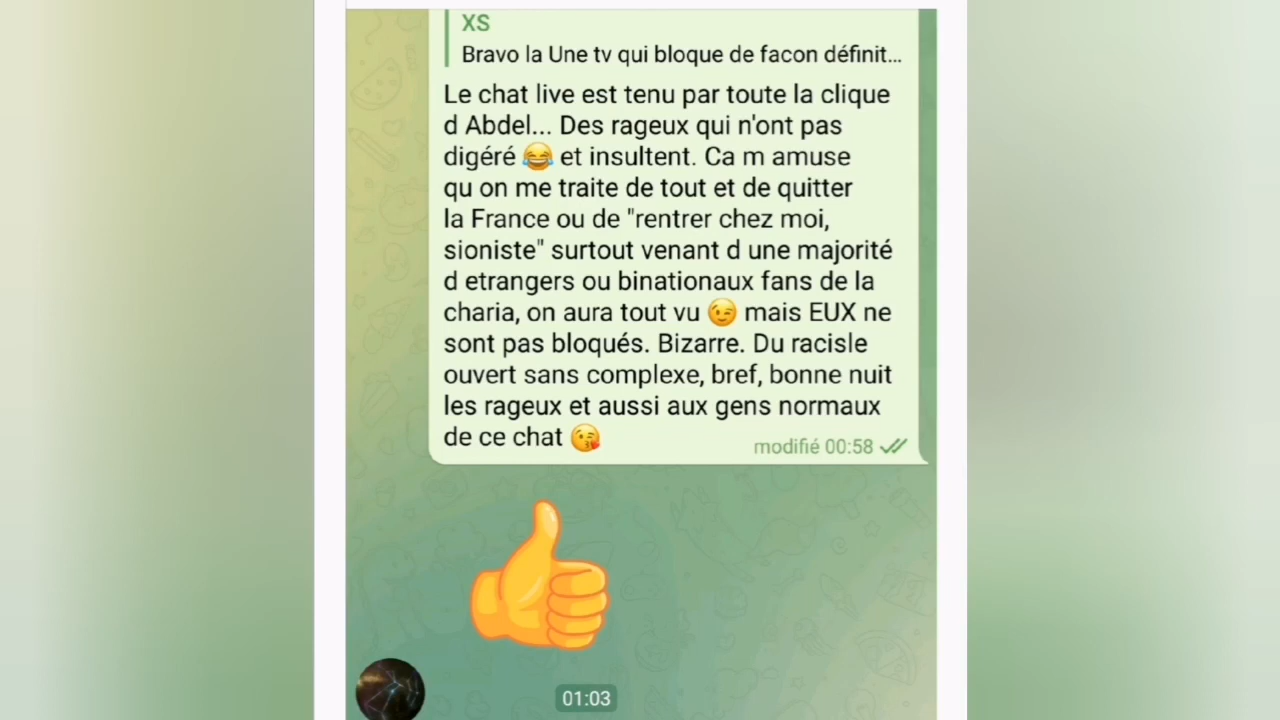 XS
Bravo la Une tv qui bloque de facon définit...
Le chat live est tenu par toute la clique
d Abdel... Des rageux qui n'ont pas
digéré 😂 et insultent. Ca m amuse
qu on me traite de tout et de quitter
la France ou de "rentrer chez moi,
sioniste" surtout venant d une majorité
d etrangers ou binationaux fans de la
charia, on aura tout vu 😉 mais EUX ne
sont pas bloqués. Bizarre. Du racisle
ouvert sans complexe, bref, bonne nuit
les rageux et aussi aux gens normaux
de ce chat 😘
modifié 00:58
01:03